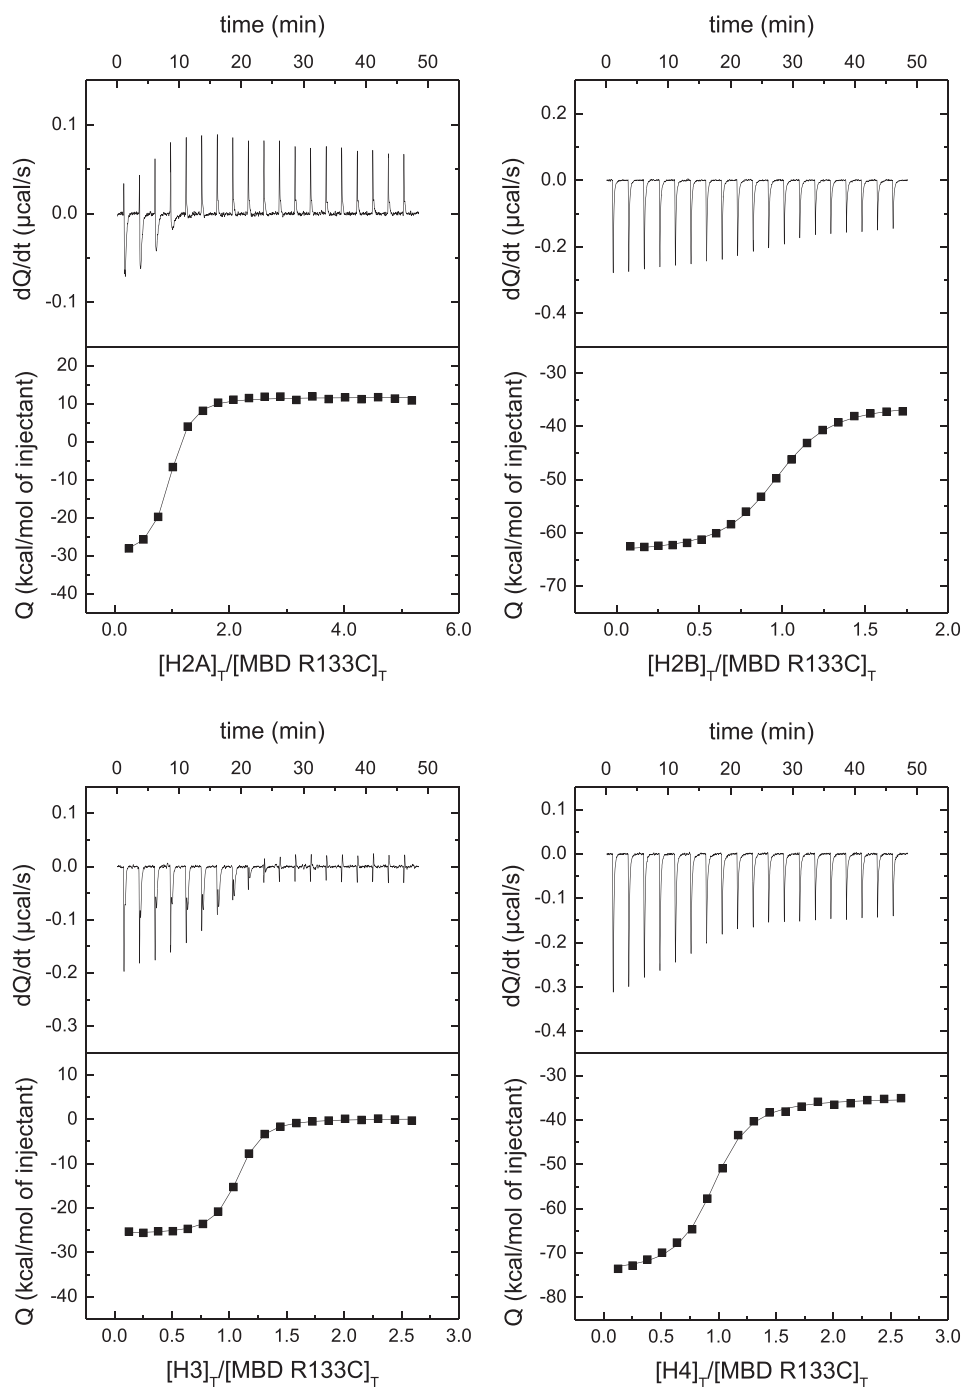 time (min)
0 10 20 30 40 50
0.1
0.0
-0.1
dQ/dt (µcal/s)
20
10
0
-10
-20
-30
-40
Q (kcal/mol of injectant)
0.0 2.0 4.0 6.0
[H2A]T/[MBD R133C]T
time (min)
0 10 20 30 40 50
0.2
0.0
-0.2
-0.4
dQ/dt (µcal/s)
-30
-40
-50
-60
-70
Q (kcal/mol of injectant)
0.0 0.5 1.0 1.5 2.0
[H2B]T/[MBD R133C]T
time (min)
0 10 20 30 40 50
0.1
0.0
-0.1
-0.2
-0.3
dQ/dt (µcal/s)
10
0
-10
-20
-30
-40
Q (kcal/mol of injectant)
0.0 0.5 1.0 1.5 2.0 2.5 3.0
[H3]T/[MBD R133C]T
time (min)
0 10 20 30 40 50
0.1
0.0
-0.1
-0.2
-0.3
-0.4
dQ/dt (µcal/s)
-30
-40
-50
-60
-70
-80
Q (kcal/mol of injectant)
0.0 0.5 1.0 1.5 2.0 2.5 3.0
[H4]T/[MBD R133C]T